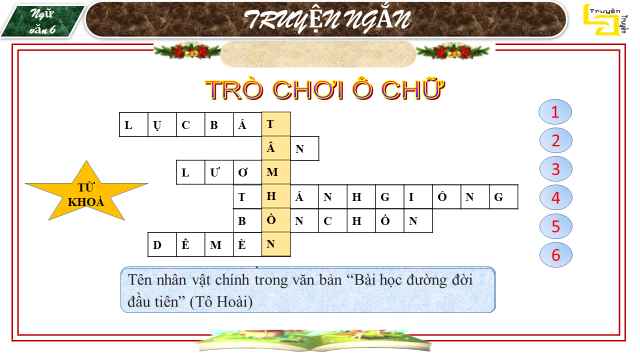 Ngữ
văn 6
TRUYỆN NGẮN
Truyện
Truyện
TRÒ CHƠI Ô CHỮ
L Ụ C B Á T
Â N
L Ư Ơ M
T H Á N H G I Ó N G
B Ồ N C H Ồ N
D Ế M È N
TỪ
KHOÁ
1
2
3
4
5
6
Tên nhân vật chính trong văn bản “Bài học đường đời
đầu tiên” (Tô Hoài)